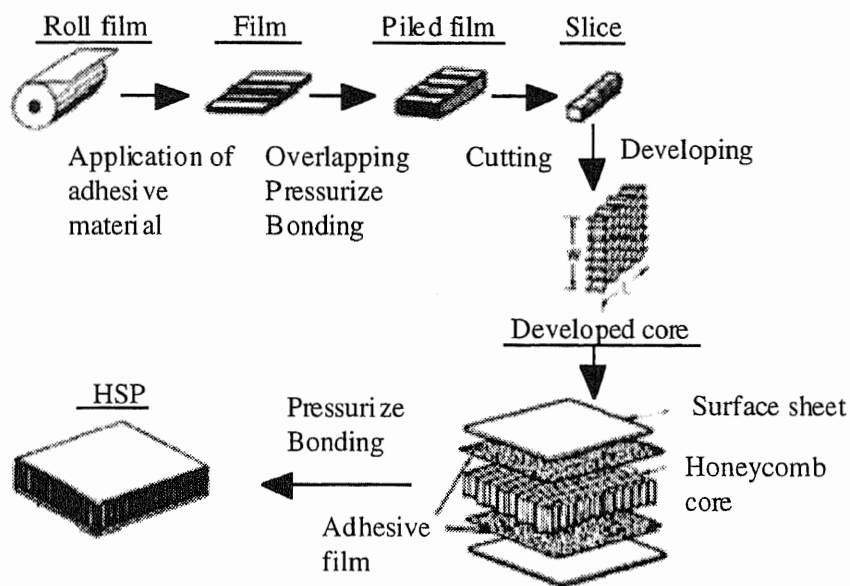 Roll film
Film
Piled film
Slice
Application of
adhesive
material
Overlapping
Pressurize
Bonding
Cutting
Developing
W
L
Developed core
HSP
Pressurize
Bonding
Surface sheet
Honeycomb
core
Adhesive
film